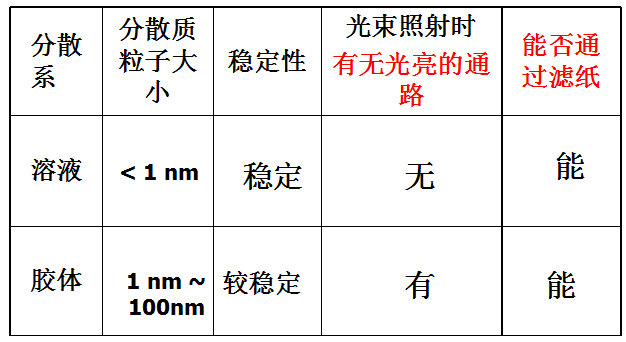 分散系
分散质粒子大小
稳定性
光束照射时
有无光亮的通路
能否通过滤纸
溶液
< 1 nm
稳定
无
能
胶体
1 nm ~
100nm
较稳定
有
能